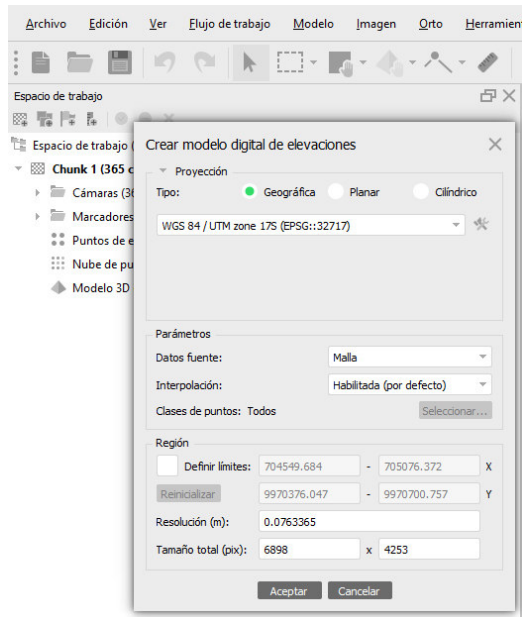 Archivo Edición Ver Flujo de trabajo Modelo Imagen Orto
Espacio de trabajo
Espacio de trabajo
Crear modelo digital de elevaciones
Chunk 1 (365 c
Proyección
Cámaras
Tipo: Geográfica Planar Cilíndrico
Marcadores
WGS 84 / UTM zone 17S (EPSG::32717)
Puntos de e
Nube de pu
Modelo 3D
Parámetros
Datos fuente: Malla
Interpolación: Habilitada (por defecto)
Clases de puntos: Todos Seleccionar...
Región
Definir límites: 704549.684 - 705076.372 X
Reinicializar 9970376.047 - 9970700.757 Y
Resolución (m): 0.0763365
Tamaño total (pix): 6898 x 4253
Aceptar Cancelar